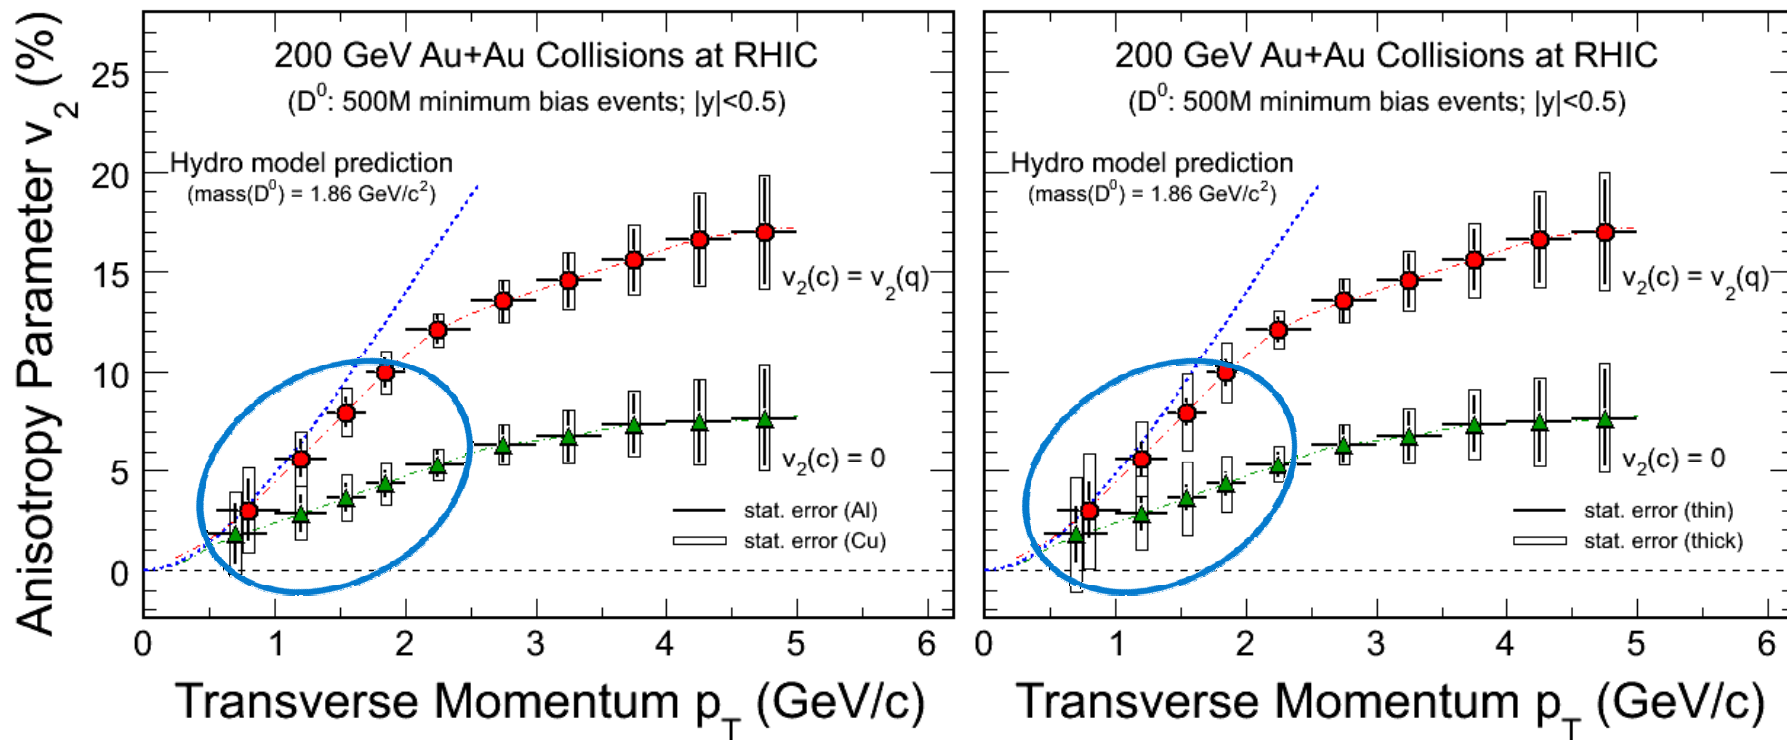 Anisotropy Parameter v2 (%)
200 GeV Au+Au Collisions at RHIC
(D0: 500M minimum bias events; |y|<0.5)
Hydro model prediction
(mass(D0) = 1.86 GeV/c2)
v2(c) = v2(q)
v2(c) = 0
stat. error (Al)
stat. error (Cu)
25
20
15
10
5
0
0 1 2 3 4 5 6
Transverse Momentum pT (GeV/c)
200 GeV Au+Au Collisions at RHIC
(D0: 500M minimum bias events; |y|<0.5)
Hydro model prediction
(mass(D0) = 1.86 GeV/c2)
v2(c) = v2(q)
v2(c) = 0
stat. error (thin)
stat. error (thick)
0 1 2 3 4 5 6
Transverse Momentum pT (GeV/c)